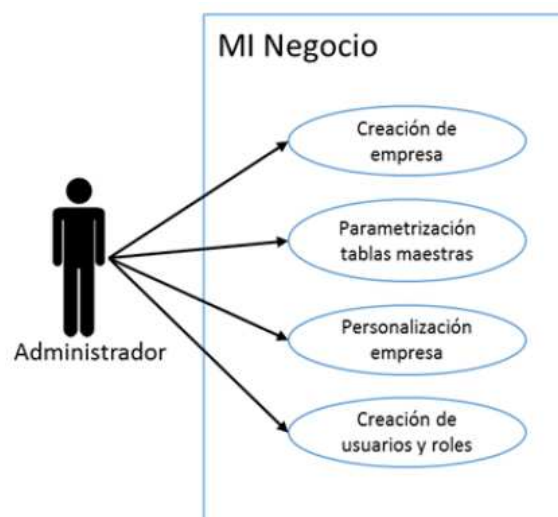 MI Negocio
Creación de
empresa
Parametrización
tablas maestras
Personalización
empresa
Creación de
usuarios y roles
Administrador